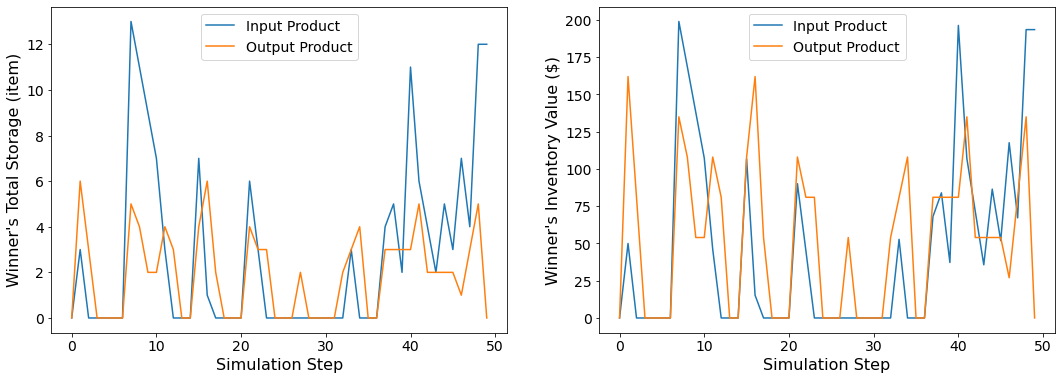 Winner's Total Storage (item)
12
10
8
6
4
2
0
0 10 20 30 40 50
Simulation Step
Input Product
Output Product
Winner's Inventory Value ($)
200
175
150
125
100
75
50
25
0
0 10 20 30 40 50
Simulation Step
Input Product
Output Product